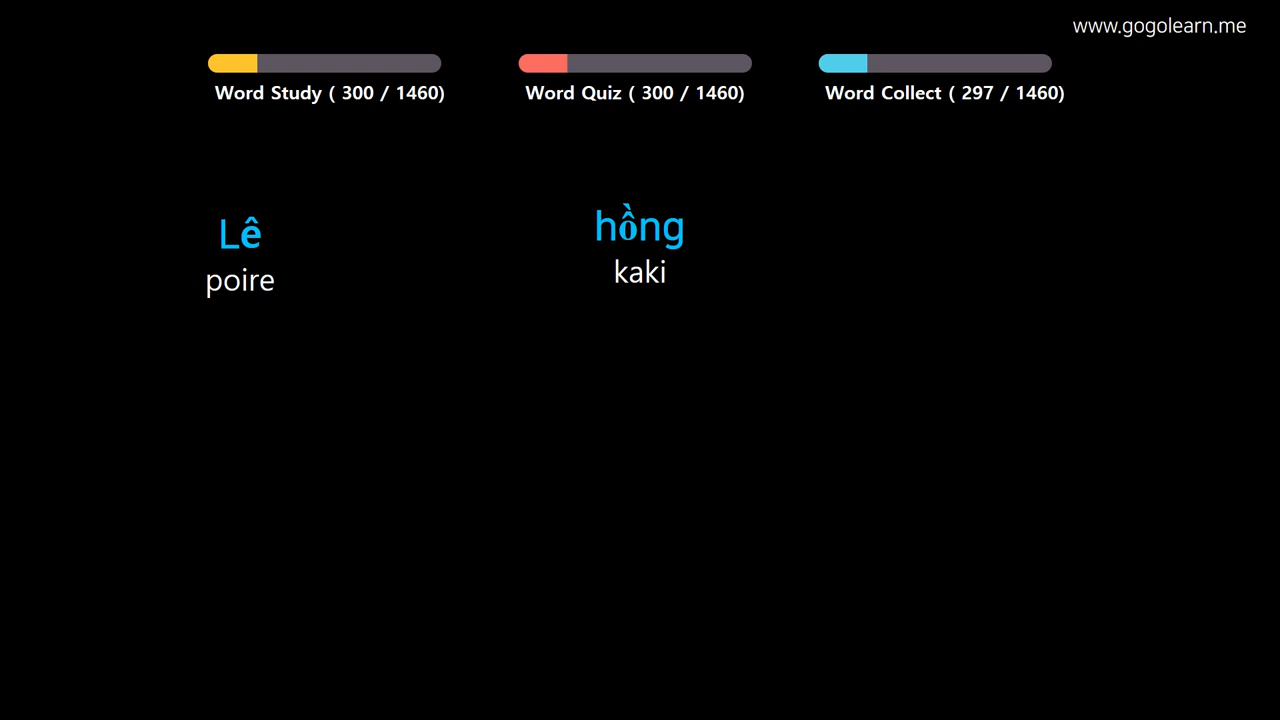 www.gogolearn.me
Word Study ( 300 / 1460)
Word Quiz ( 300 / 1460)
Word Collect ( 297 / 1460)
Lê
poire
hồng
kaki